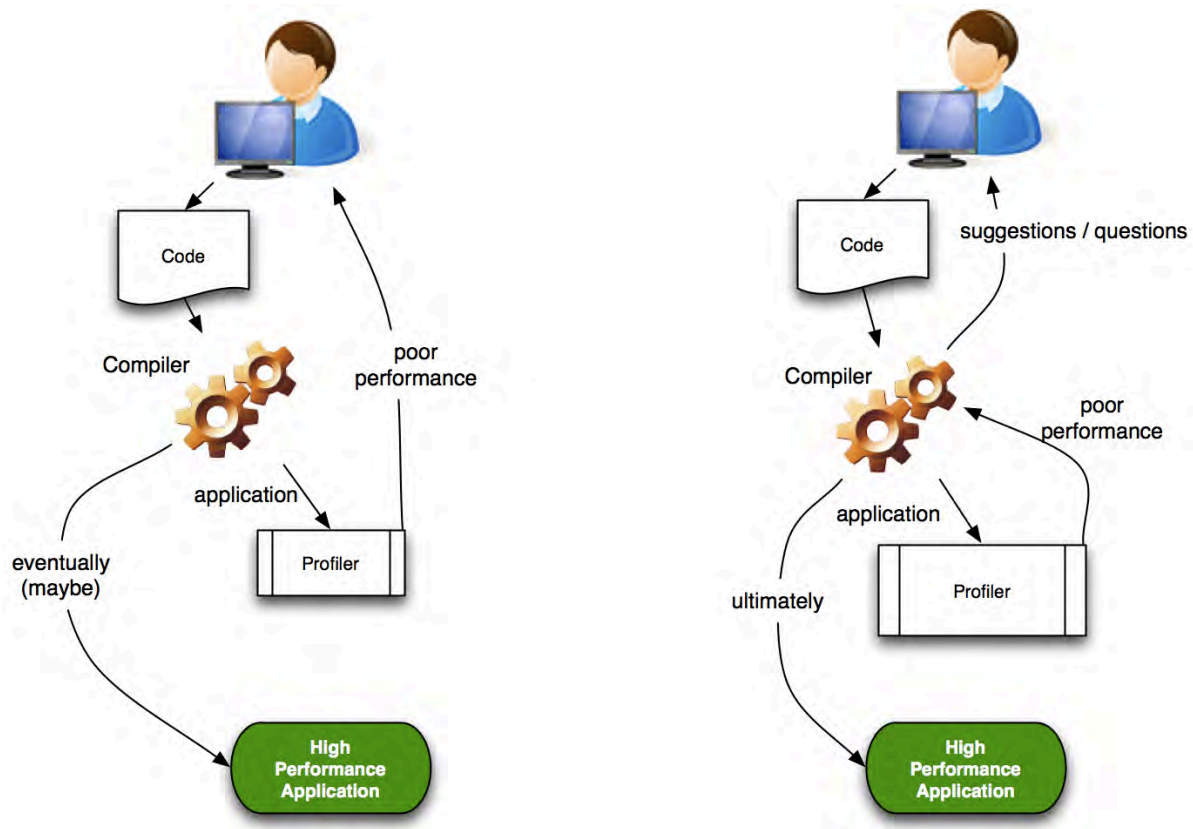 Code
Compiler
poor
performance
application
Profiler
eventually
(maybe)
High
Performance
Application
Code
suggestions / questions
Compiler
poor
performance
application
Profiler
ultimately
High
Performance
Application